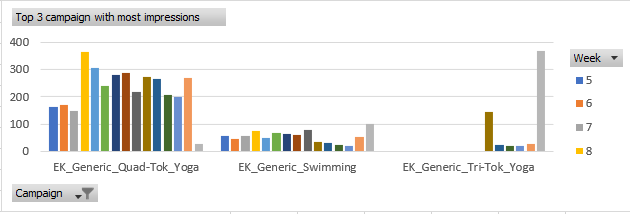 Top 3 campaign with most impressions
400
300
200
100
0
EK_Generic_Quad-Tok_Yoga EK_Generic_Swimming EK_Generic_Tri-Tok_Yoga
Week
5
6
7
8
Campaign